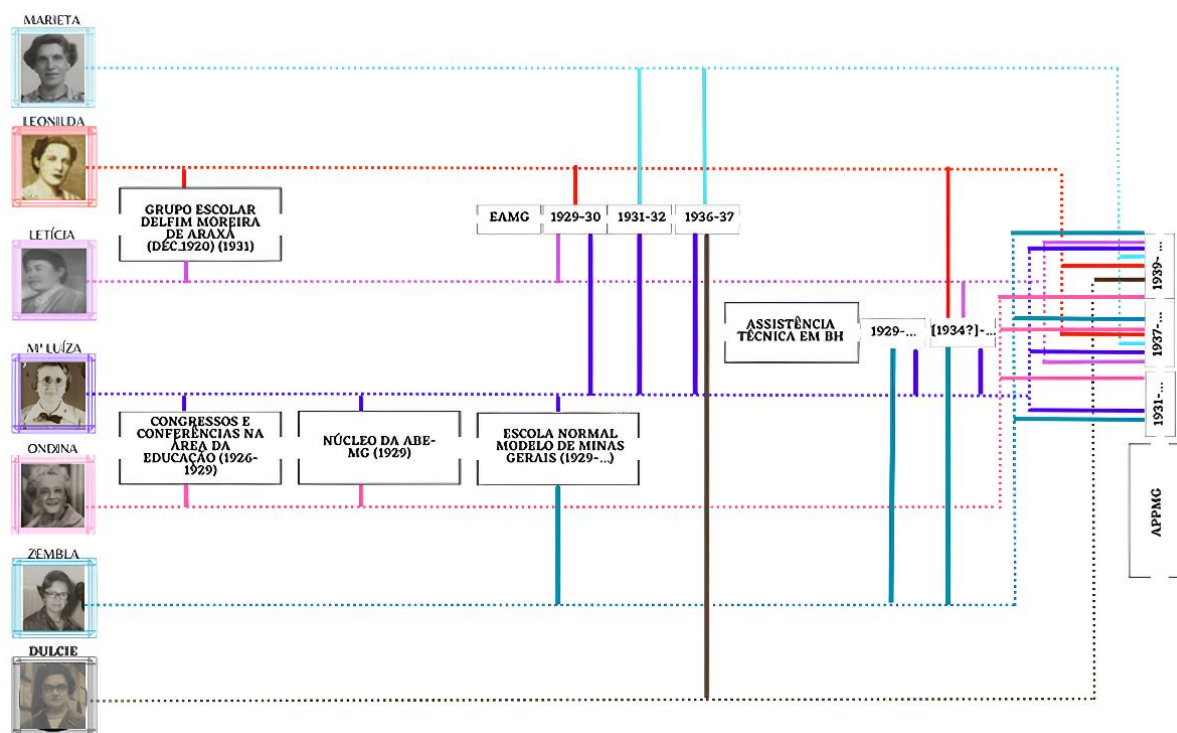 MARIETA
LEONILDA
GRUPO ESCOLAR
DELFIM MOREIRA
DE ARAXÁ
(DÉC.1920) (1931)
EAMG
1929-30
1931-32
1936-37
LETÍCIA
ASSISTÊNCIA
TÉCNICA EM BH
1929-...
[1934?]-...
1939- ...
1937-...
1931-...
Mª LUÍZA
CONGRESSOS E
CONFERÊNCIAS NA
ÁREA DA
EDUCAÇÃO (1926-
1929)
NÚCLEO DA ABE-
MG (1929)
ESCOLA NORMAL
MODELO DE MINAS
GERAIS (1929-...)
ONDINA
APPMG
ZEMBLA
DULCIE